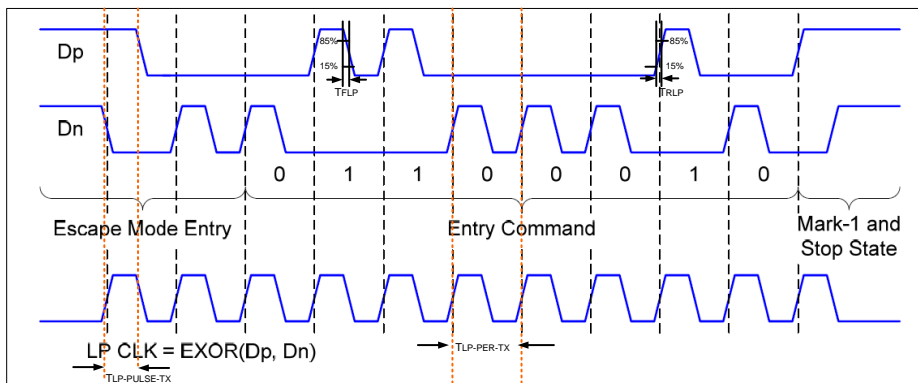 Dp
85%
15%
TFLP
85%
15%
TRLP
Dn
0 1 1 0 0 0 1 0
Escape Mode Entry
Entry Command
Mark-1 and
Stop State
LP CLK = EXOR(Dp, Dn)
TLP-PER-TX
TLP-PULSE-TX